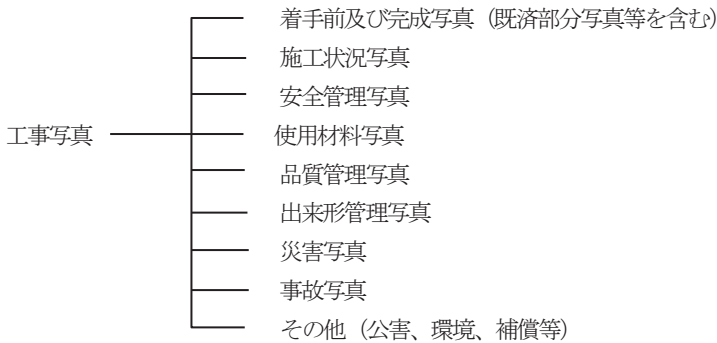 着手前及び完成写真（既済部分写真等を含む）
施工状況写真
安全管理写真
工事写真
使用材料写真
品質管理写真
出来形管理写真
災害写真
事故写真
その他（公害、環境、補償等）